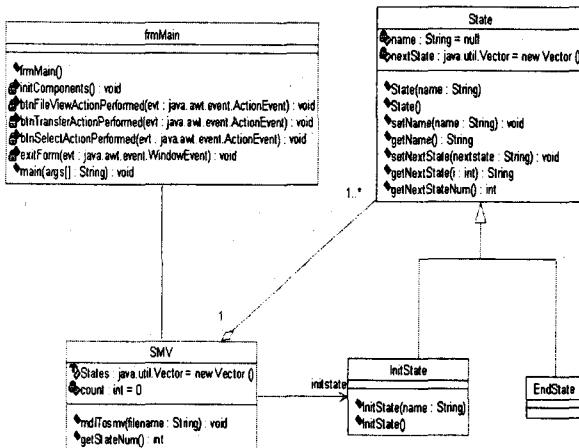 frmMain
frmMain()
initComponents() : void
btnFileViewActionPerformed(evt : java.awt.event.ActionEvent) : void
btnTransferActionPerformed(evt : java.awt.event.ActionEvent) : void
btnSelectActionPerformed(evt : java.awt.event.ActionEvent) : void
exitForm(evt : java.awt.event.WindowEvent) : void
main(args[] : String) : void
State
name : String = null
nextState : java.util.Vector = new Vector()
State(name : String)
State()
setName(name : String) : void
getName() : String
setNextState(nextstate : String) : void
getNextState(i : int) : String
getNextStateNum() : int
1..*
1
SMV
States : java.util.Vector = new Vector()
count : int = 0
mdlTosmv(filename : String) : void
getStateNum() : int
initstate
InitState
InitState(name : String)
InitState()
EndState